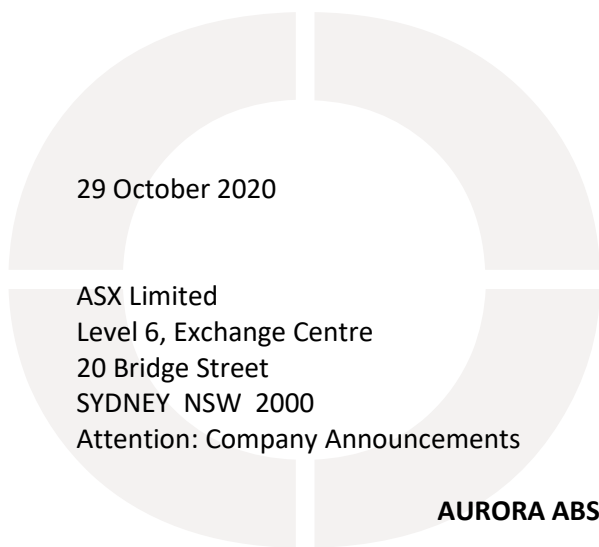 29 October 2020
ASX Limited
Level 6, Exchange Centre
20 Bridge Street
SYDNEY  NSW  2000
Attention: Company Announcements
AURORA ABS